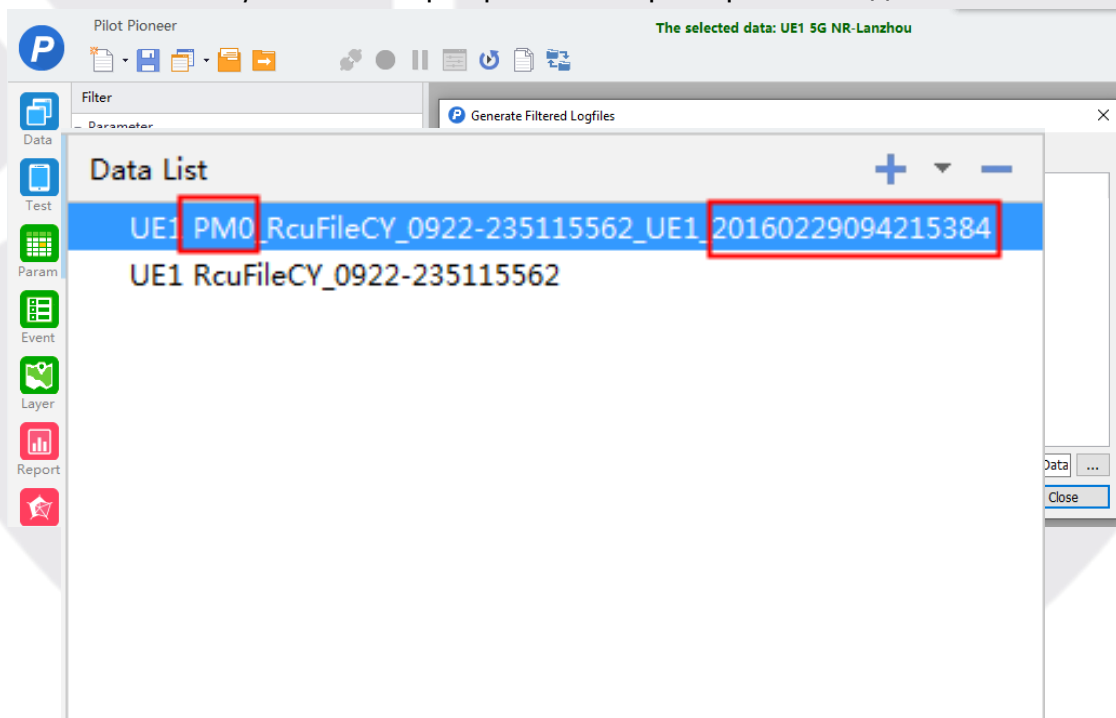 Pilot Pioneer
The selected data: UE1 5G NR-Lanzhou
Filter
Generate Filtered Logfiles
Parameter
Data
Data List
Test
UE1 PM0_RcuFileCY_0922-235115562_UE1_20160229094215384
UE1 RcuFileCY_0922-235115562
Param
Event
Layer
Report
Data ...
Close